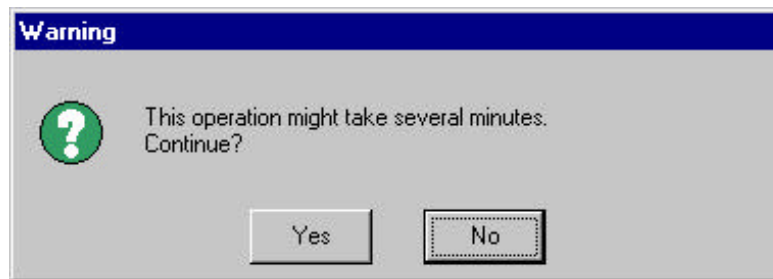 Warning
This operation might take several minutes.
Continue?
Yes
No